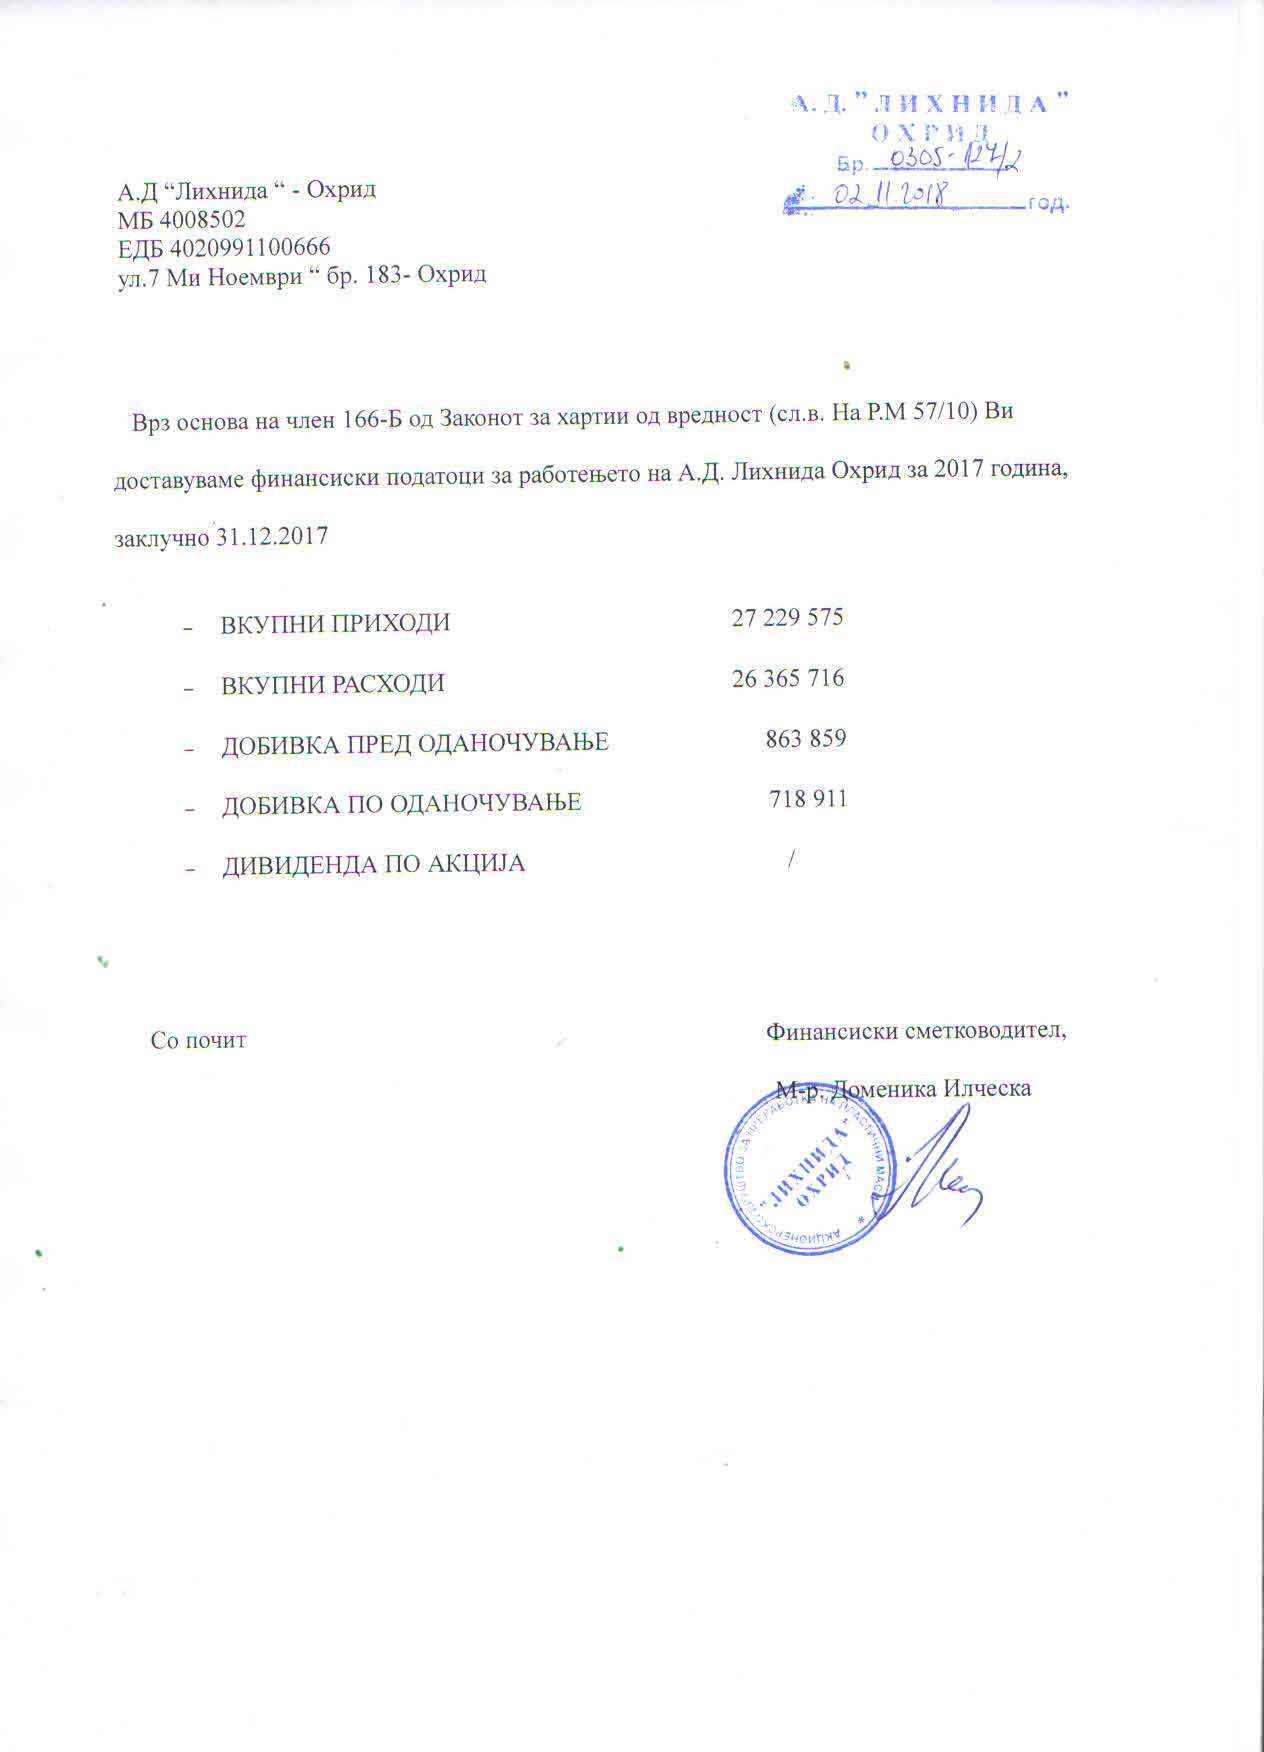 А.Д. "ЛИХНИДА"
ОХРИД
Бр. 0305-127/2
02.11.2018 год.
А.Д “Лихнида “ - Охрид
МБ 4008502
ЕДБ 4020991100666
ул.7 Ми Ноември “ бр. 183- Охрид
Врз основа на член 166-Б од Законот за хартии од вредност (сл.в. На Р.М 57/10) Ви
доставуваме финансиски податоци за работењето на А.Д. Лихнида Охрид за 2017 година,
заклучно 31.12.2017
- ВКУПНИ ПРИХОДИ 27 229 575
- ВКУПНИ РАСХОДИ 26 365 716
- ДОБИВКА ПРЕД ОДАНОЧУВАЊЕ 863 859
- ДОБИВКА ПО ОДАНОЧУВАЊЕ 718 911
- ДИВИДЕНДА ПО АКЦИЈА /
Со почит
Финансиски сметководител,
М-р. Доменика Илческа
АКЦИОНЕРСКО ДРУШТВО ЗА ПРЕРАБОТКА НА ПЛАСТИЧНИ МАСИ *
"ЛИХНИДА"
ОХРИД